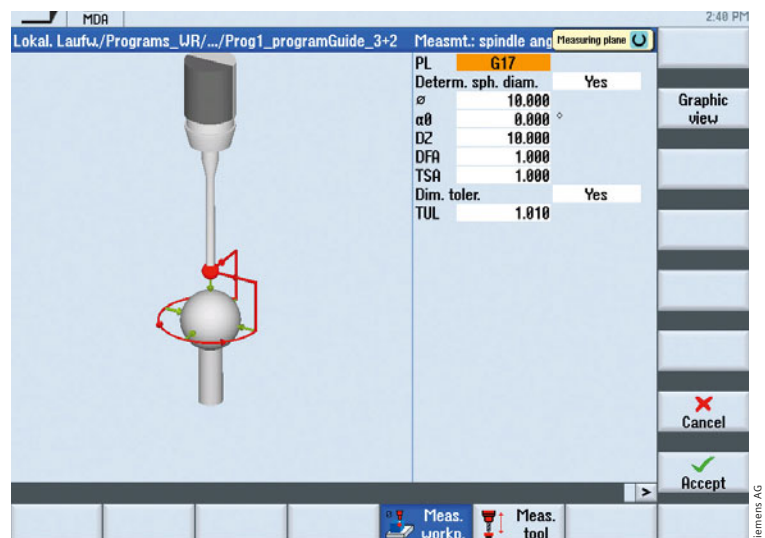 MDA
2:40 PM
Lokal. Laufw./Programs_WR/.../Prog1_programGuide_3+2
Measmt.: spindle ang
Measuring plane
PL G17
Determ. sph. diam. Yes
ø 10.000
α0 0.000 °
DZ 10.000
DFA 1.000
TSA 1.000
Dim. toler. Yes
TUL 1.010
Graphic
view
Cancel
Accept
>
Meas.
workp.
Meas.
tool
iemens AG